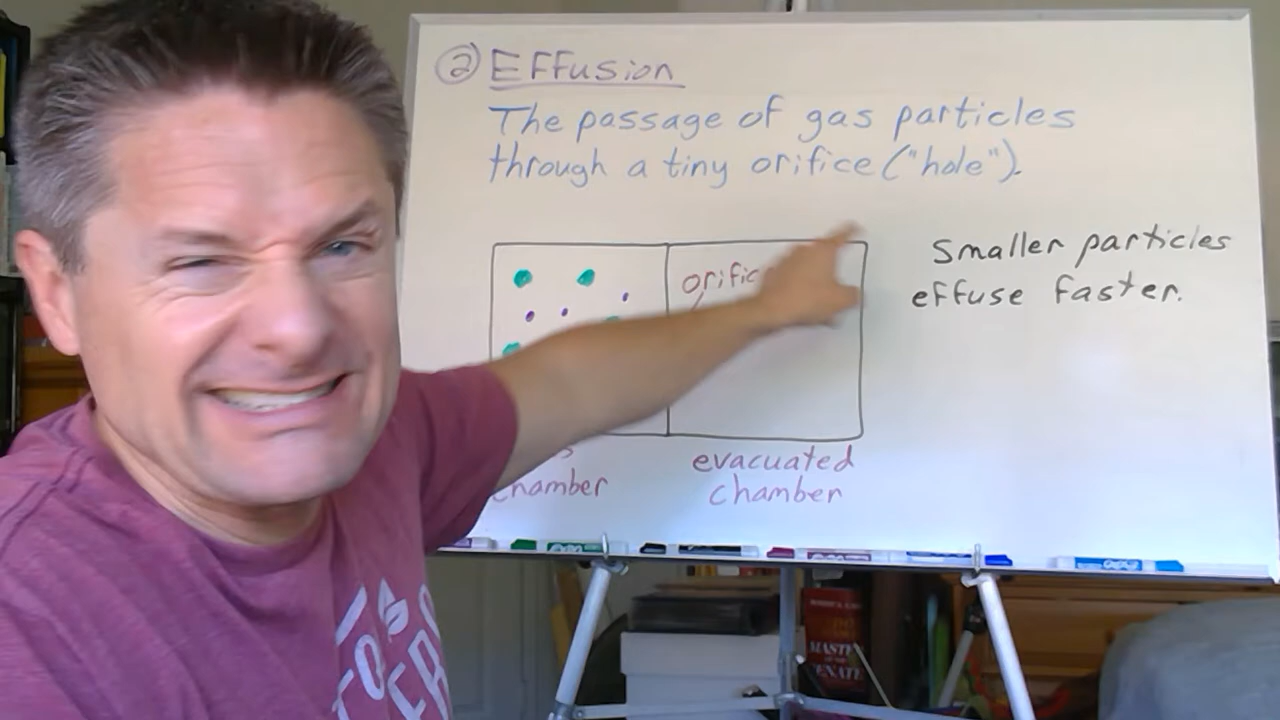 ② Effusion
The passage of gas particles
through a tiny orifice ("hole").
Smaller particles
effuse faster.
chamber
evacuated
chamber